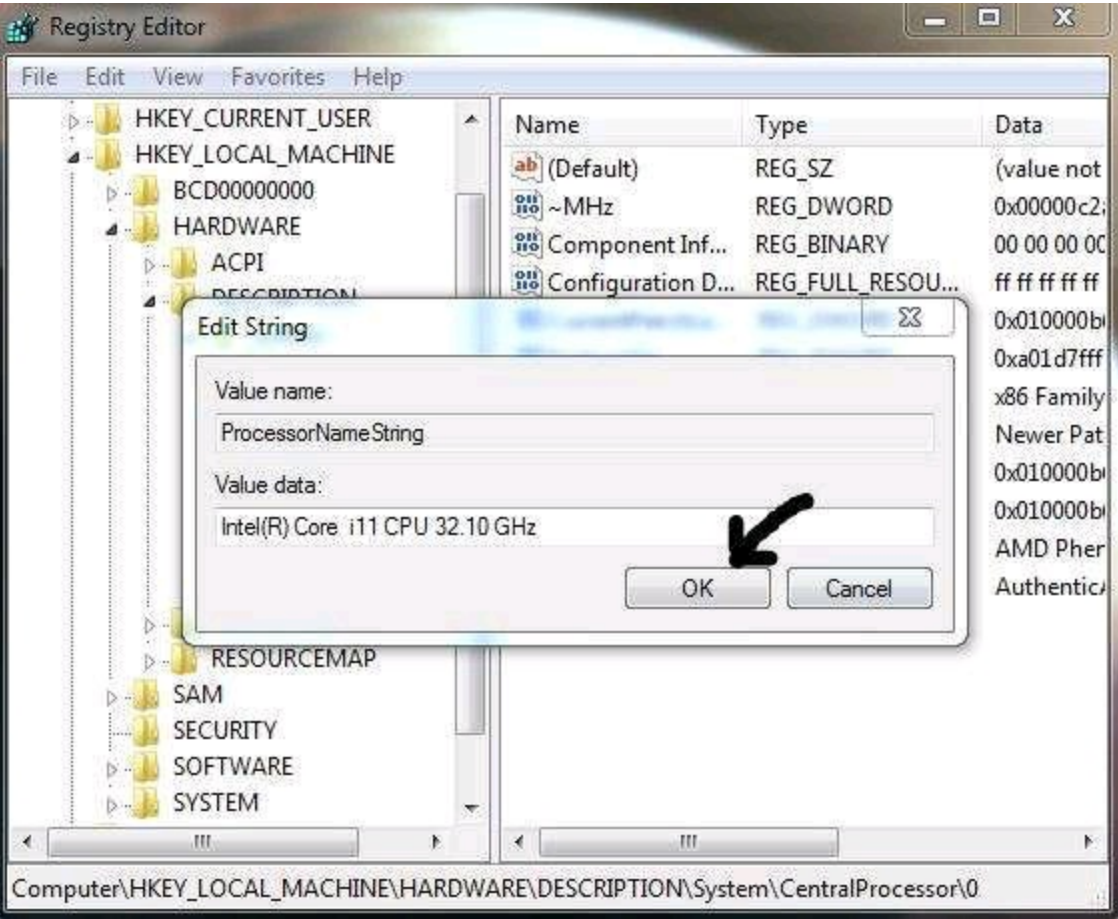 Registry Editor
File Edit View Favorites Help
HKEY_CURRENT_USER
HKEY_LOCAL_MACHINE
BCD00000000
HARDWARE
ACPI
DESCRIPTION
RESOURCEMAP
SAM
SECURITY
SOFTWARE
SYSTEM
Name Type Data
(Default) REG_SZ (value not
~MHz REG_DWORD 0x00000c2
Component Inf... REG_BINARY 00 00 00 00
Configuration D... REG_FULL_RESOU... ff ff ff ff ff
0x010000b
0xa01d7fff
x86 Family
Newer Pat
0x010000b
0x010000b
AMD Phen
Authentic
Edit String
Value name:
ProcessorNameString
Value data:
Intel(R) Core i11 CPU 32.10 GHz
OK Cancel
Computer\HKEY_LOCAL_MACHINE\HARDWARE\DESCRIPTION\System\CentralProcessor\0